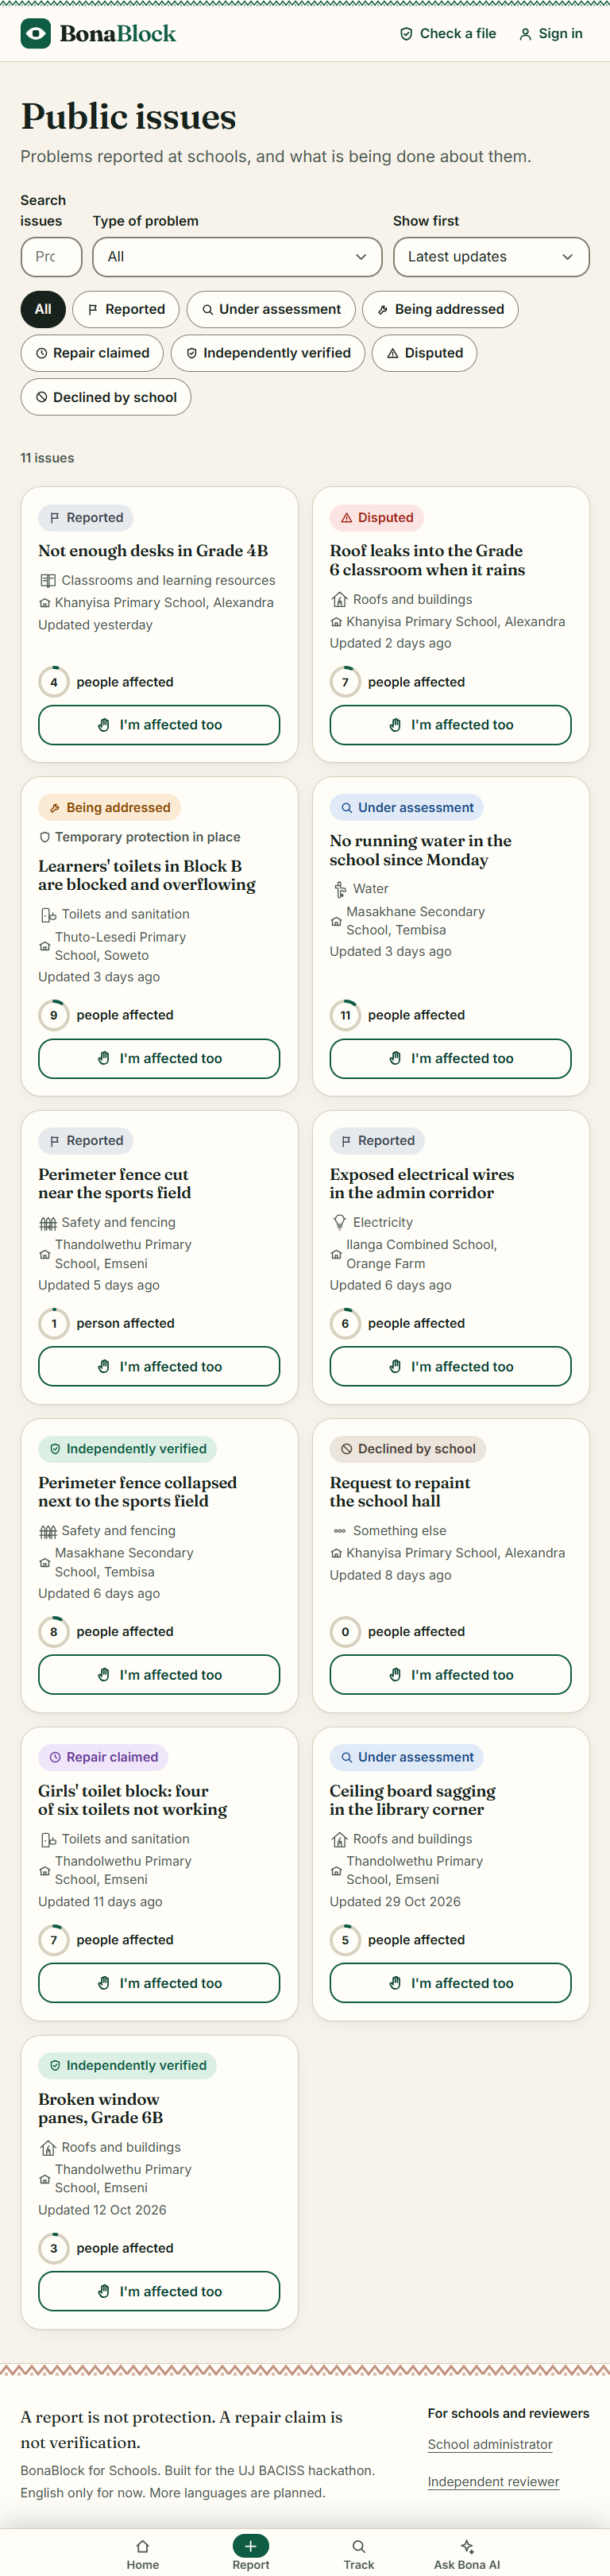 BonaBlock
Check a file
Sign in
Public issues
Problems reported at schools, and what is being done about them.
Search
issues
Type of problem
Show first
All
Latest updates
All
Reported
Under assessment
Being addressed
Repair claimed
Independently verified
Disputed
Declined by school
11 issues
Reported
Not enough desks in Grade 4B
Classrooms and learning resources
Khanyisa Primary School, Alexandra
Updated yesterday
4 people affected
I'm affected too
Disputed
Roof leaks into the Grade
6 classroom when it rains
Roofs and buildings
Khanyisa Primary School, Alexandra
Updated 2 days ago
7 people affected
I'm affected too
Being addressed
Temporary protection in place
Learners' toilets in Block B
are blocked and overflowing
Toilets and sanitation
Thuto-Lesedi Primary
School, Soweto
Updated 3 days ago
9 people affected
I'm affected too
Under assessment
No running water in the
school since Monday
Water
Masakhane Secondary
School, Tembisa
Updated 3 days ago
11 people affected
I'm affected too
Reported
Perimeter fence cut
near the sports field
Safety and fencing
Thandolwethu Primary
School, Emseni
Updated 5 days ago
1 person affected
I'm affected too
Reported
Exposed electrical wires
in the admin corridor
Electricity
Ilanga Combined School,
Orange Farm
Updated 6 days ago
6 people affected
I'm affected too
Independently verified
Perimeter fence collapsed
next to the sports field
Safety and fencing
Masakhane Secondary
School, Tembisa
Updated 6 days ago
8 people affected
I'm affected too
Declined by school
Request to repaint
the school hall
Something else
Khanyisa Primary School, Alexandra
Updated 8 days ago
0 people affected
I'm affected too
Repair claimed
Girls' toilet block: four
of six toilets not working
Toilets and sanitation
Thandolwethu Primary
School, Emseni
Updated 11 days ago
7 people affected
I'm affected too
Under assessment
Ceiling board sagging
in the library corner
Roofs and buildings
Thandolwethu Primary
School, Emseni
Updated 29 Oct 2026
5 people affected
I'm affected too
Independently verified
Broken window
panes, Grade 6B
Roofs and buildings
Thandolwethu Primary
School, Emseni
Updated 12 Oct 2026
3 people affected
I'm affected too
A report is not protection. A repair claim is
not verification.
BonaBlock for Schools. Built for the UJ BACISS hackathon.
English only for now. More languages are planned.
For schools and reviewers
School administrator
Independent reviewer
Home
Report
Track
Ask Bona AI